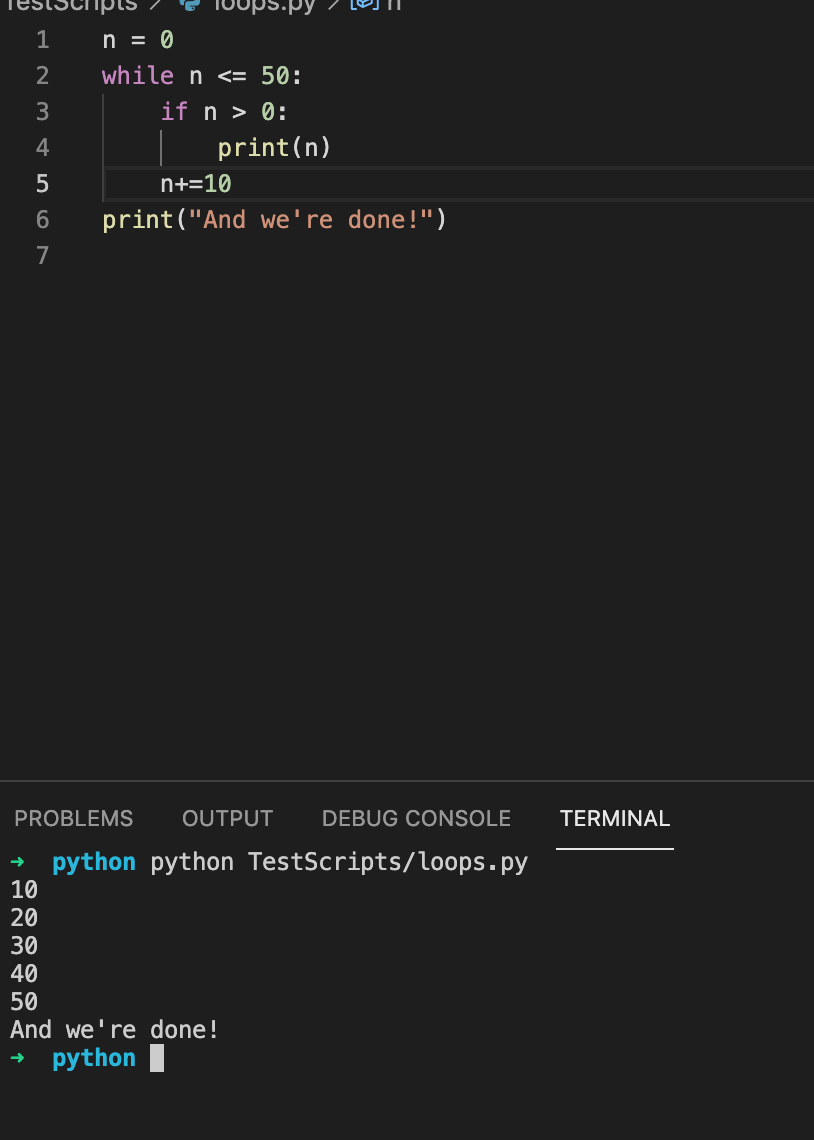 TestScripts > loops.py > n
1 n = 0
2 while n <= 50:
3     if n > 0:
4         print(n)
5     n+=10
6 print("And we're done!")
7
PROBLEMS OUTPUT DEBUG CONSOLE TERMINAL
➜  python python TestScripts/loops.py
10
20
30
40
50
And we're done!
➜  python